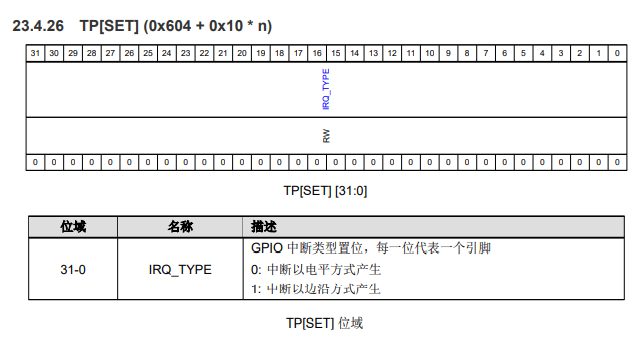 23.4.26 TP[SET] (0x604 + 0x10 * n)
31 30 29 28 27 26 25 24 23 22 21 20 19 18 17 16 15 14 13 12 11 10 9 8 7 6 5 4 3 2 1 0
IRQ_TYPE
RW
0 0 0 0 0 0 0 0 0 0 0 0 0 0 0 0 0 0 0 0 0 0 0 0 0 0 0 0 0 0 0 0
TP[SET] [31:0]
位域 名称 描述
GPIO 中断类型置位，每一位代表一个引脚
31-0 IRQ_TYPE 0: 中断以电平方式产生
1: 中断以边沿方式产生
TP[SET] 位域